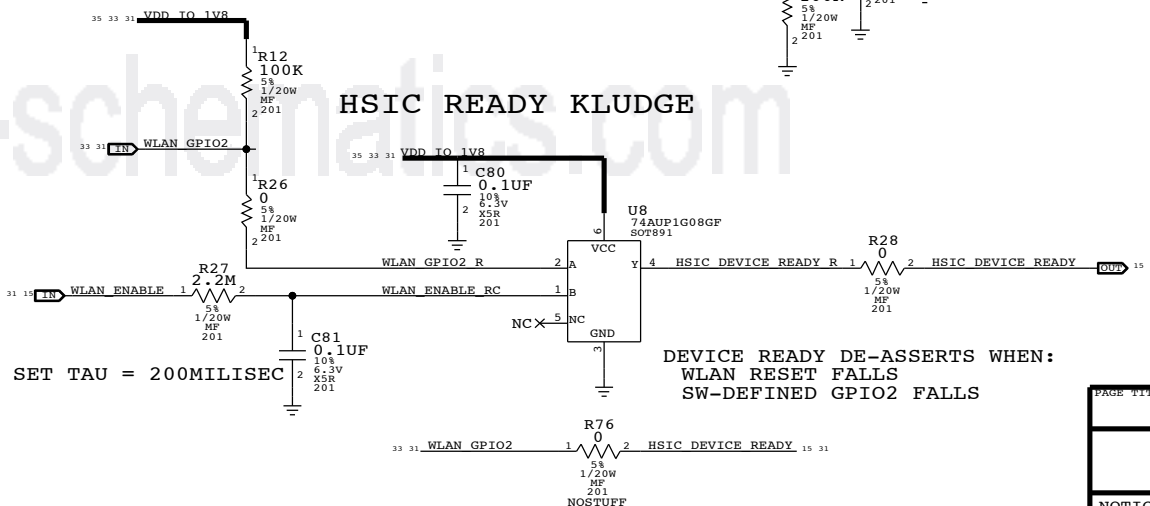 5%
1/20W
MF
201
2
35 33 31 VDD_IO_1V8
1
R12
100K
5%
1/20W
MF
201
2
-schematics.com
HSIC READY KLUDGE
33 31 IN WLAN_GPIO2
35 33 31 VDD_IO_1V8
1
R26
0
5%
1/20W
MF
201
2
1
C80
0.1UF
10%
6.3V
X5R
201
2
U8
74AUP1G08GF
SOT891
6
VCC
WLAN_GPIO2_R 2 A
Y 4 HSIC_DEVICE_READY_R
R28
0
1 2
5%
1/20W
MF
201
HSIC_DEVICE_READY OUT 15
R27
2.2M
31 15 IN WLAN_ENABLE 1 2
5%
1/20W
MF
201
WLAN_ENABLE_RC 1 B
NC 5 NC
GND
3
1
C81
0.1UF
10%
6.3V
X5R
201
2
SET TAU = 200MILISEC
DEVICE READY DE-ASSERTS WHEN:
WLAN RESET FALLS
SW-DEFINED GPIO2 FALLS
PAGE TIT
R76
0
33 31 WLAN_GPIO2 1 2 HSIC_DEVICE_READY 15 31
5%
1/20W
MF
201
NOSTUFF